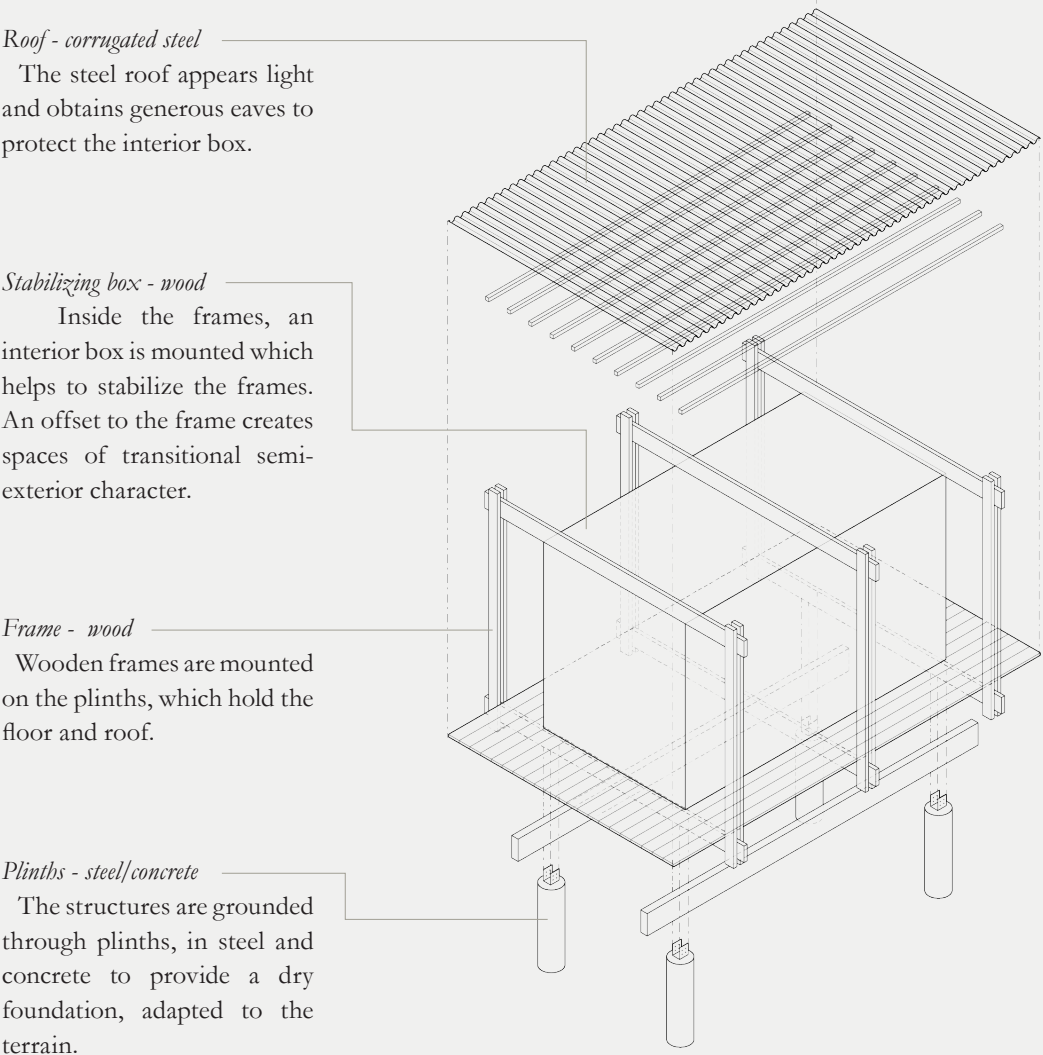 Roof - corrugated steel
The steel roof appears light
and obtains generous eaves to
protect the interior box.
Stabilizing box - wood
Inside the frames, an
interior box is mounted which
helps to stabilize the frames.
An offset to the frame creates
spaces of transitional semi-
exterior character.
Frame - wood
Wooden frames are mounted
on the plinths, which hold the
floor and roof.
Plinths - steel/concrete
The structures are grounded
through plinths, in steel and
concrete to provide a dry
foundation, adapted to the
terrain.